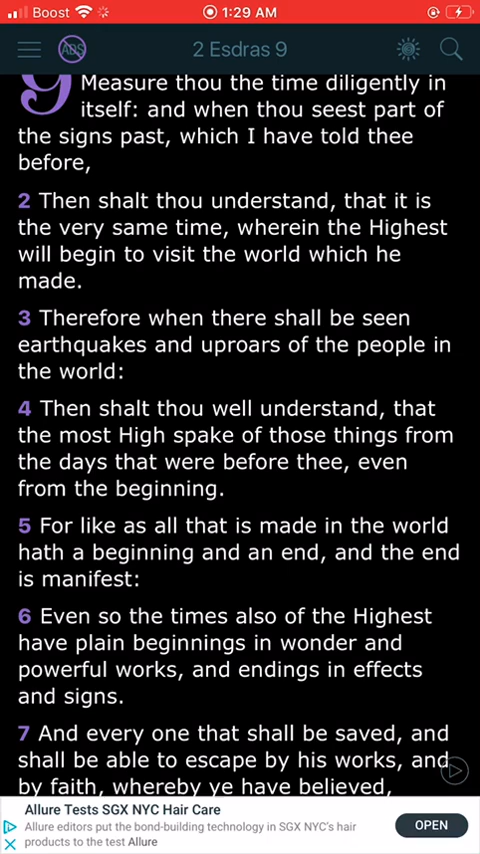 Boost 1:29 AM
ADS 2 Esdras 9
9 Measure thou the time diligently in
itself: and when thou seest part of
the signs past, which I have told thee
before,
2 Then shalt thou understand, that it is
the very same time, wherein the Highest
will begin to visit the world which he
made.
3 Therefore when there shall be seen
earthquakes and uproars of the people in
the world:
4 Then shalt thou well understand, that
the most High spake of those things from
the days that were before thee, even
from the beginning.
5 For like as all that is made in the world
hath a beginning and an end, and the end
is manifest:
6 Even so the times also of the Highest
have plain beginnings in wonder and
powerful works, and endings in effects
and signs.
7 And every one that shall be saved, and
shall be able to escape by his works, and
by faith, whereby ye have believed,
Allure Tests SGX NYC Hair Care
Allure editors put the bond-building technology in SGX NYC's hair
products to the test Allure
OPEN